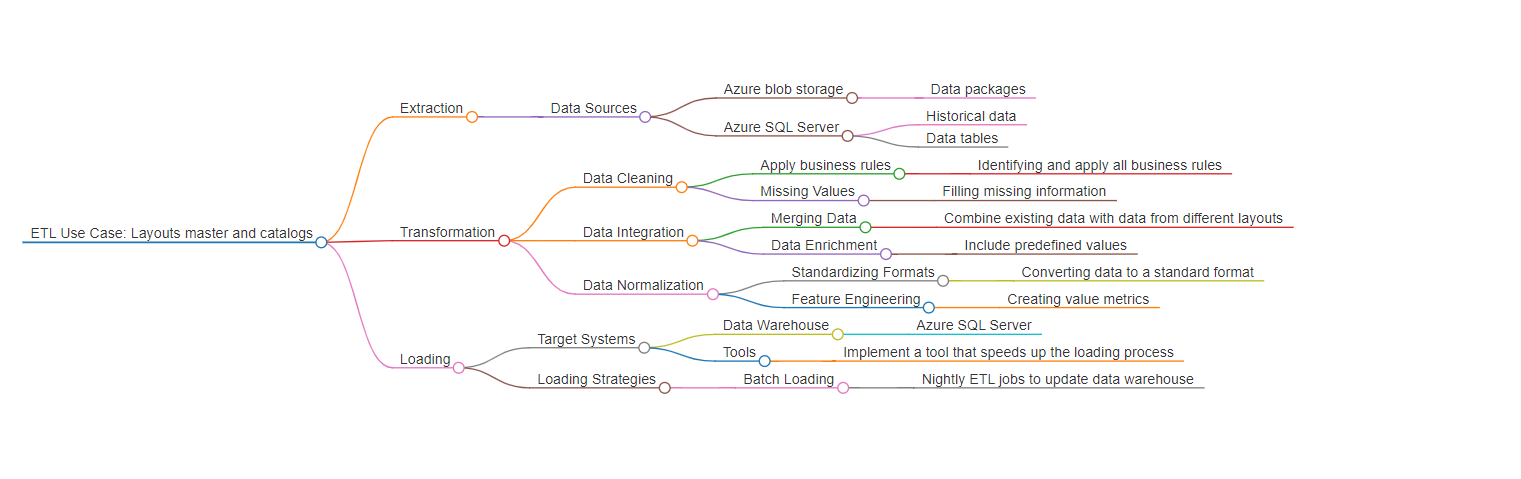 ETL Use Case: Layouts master and catalogs
Extraction
Data Sources
Azure blob storage
Data packages
Azure SQL Server
Historical data
Data tables
Transformation
Data Cleaning
Apply business rules
Identifying and apply all business rules
Missing Values
Filling missing information
Data Integration
Merging Data
Combine existing data with data from different layouts
Data Enrichment
Include predefined values
Data Normalization
Standardizing Formats
Converting data to a standard format
Feature Engineering
Creating value metrics
Loading
Target Systems
Data Warehouse
Azure SQL Server
Tools
Implement a tool that speeds up the loading process
Loading Strategies
Batch Loading
Nightly ETL jobs to update data warehouse